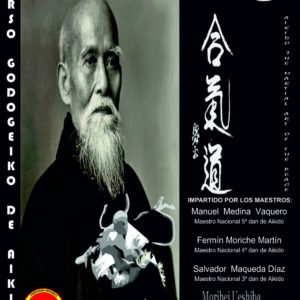 RSO GODOGEIKO DE AIKI
合氣道
AIKIDO THE MARTIAL ART OF THE PEACE
IMPARTIDO POR LOS MAESTROS:
Manuel Medina Vaquero
Maestro Nacional 5º dan de Aikido
Fermin Moriche Martín
Maestro Nacional 4º dan de Aikido
Salvador Maqueda Díaz
Maestro Nacional 3º dan de Aikido
Morihei Ueshiba